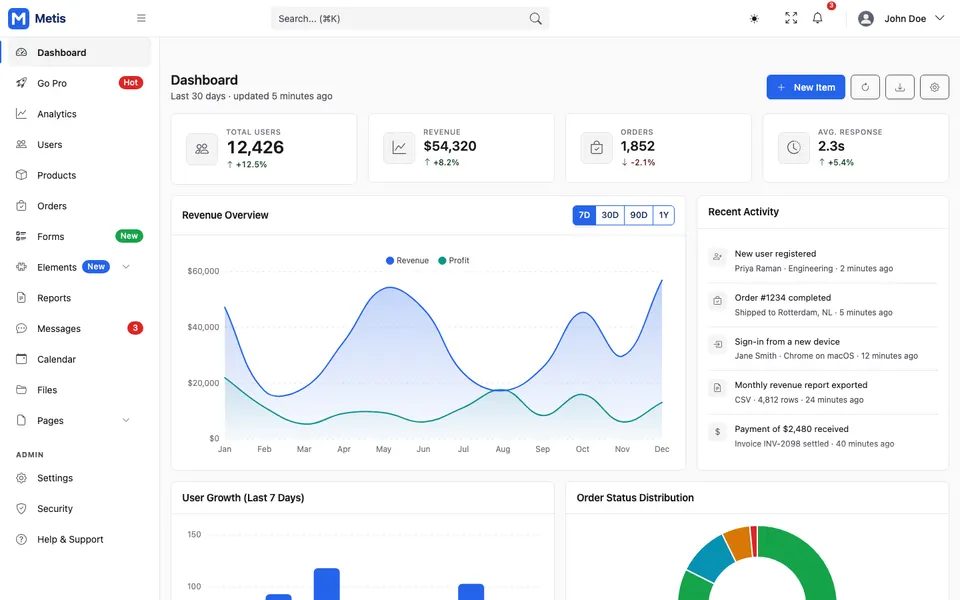 Metis
Search... (⌘K)
3
John Doe
Dashboard
Go Pro
Hot
Analytics
Users
Products
Orders
Forms
New
Elements
New
Reports
Messages
3
Calendar
Files
Pages
ADMIN
Settings
Security
Help & Support
Dashboard
Last 30 days · updated 5 minutes ago
New Item
TOTAL USERS
12,426
↑ +12.5%
REVENUE
$54,320
↑ +8.2%
ORDERS
1,852
↓ -2.1%
AVG. RESPONSE
2.3s
↑ +5.4%
Revenue Overview
7D 30D 90D 1Y
Revenue Profit
$60,000
$40,000
$20,000
$0
Jan Feb Mar Apr May Jun Jul Aug Sep Oct Nov Dec
Recent Activity
New user registered
Priya Raman · Engineering · 2 minutes ago
Order #1234 completed
Shipped to Rotterdam, NL · 5 minutes ago
Sign-in from a new device
Jane Smith · Chrome on macOS · 12 minutes ago
Monthly revenue report exported
CSV · 4,812 rows · 24 minutes ago
Payment of $2,480 received
Invoice INV-2098 settled · 40 minutes ago
User Growth (Last 7 Days)
150
100
Order Status Distribution